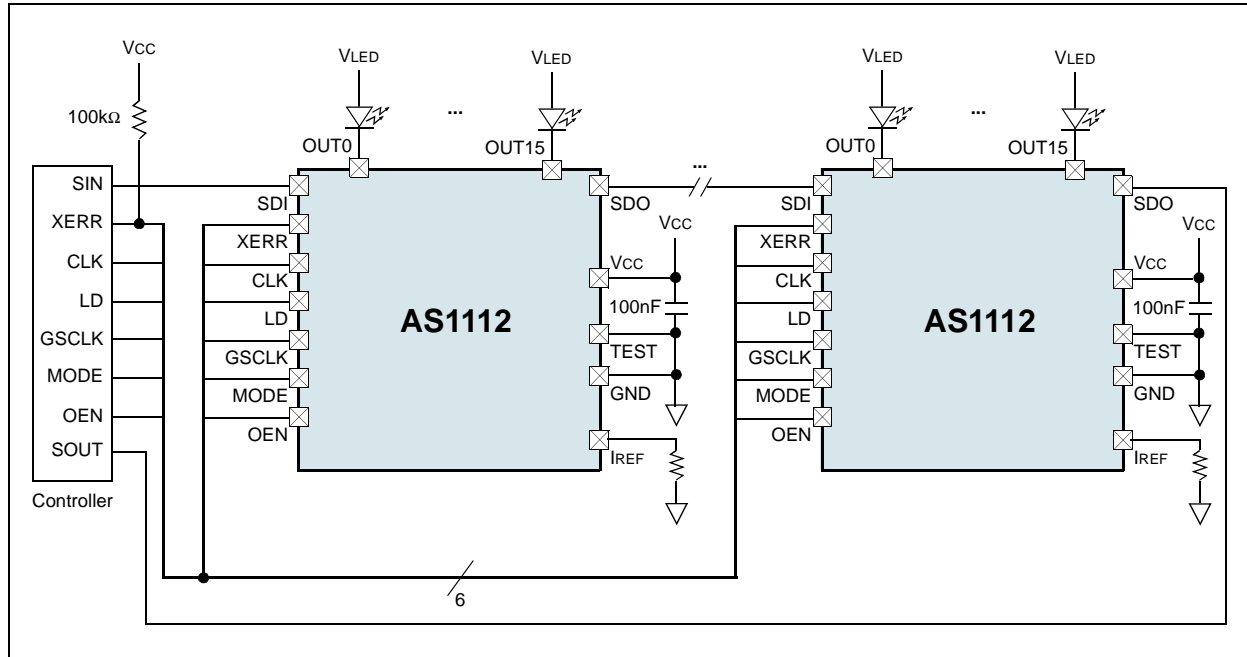 VCC
100kΩ
SIN
XERR
CLK
LD
GSCLK
MODE
OEN
SOUT
Controller
VLED
...
VLED
OUT0
OUT15
SDI
XERR
CLK
LD
GSCLK
MODE
OEN
AS1112
SDO
VCC
VCC
100nF
TEST
GND
IREF
...
6
VLED
...
VLED
OUT0
OUT15
SDI
XERR
CLK
LD
GSCLK
MODE
OEN
AS1112
SDO
VCC
VCC
100nF
TEST
GND
IREF